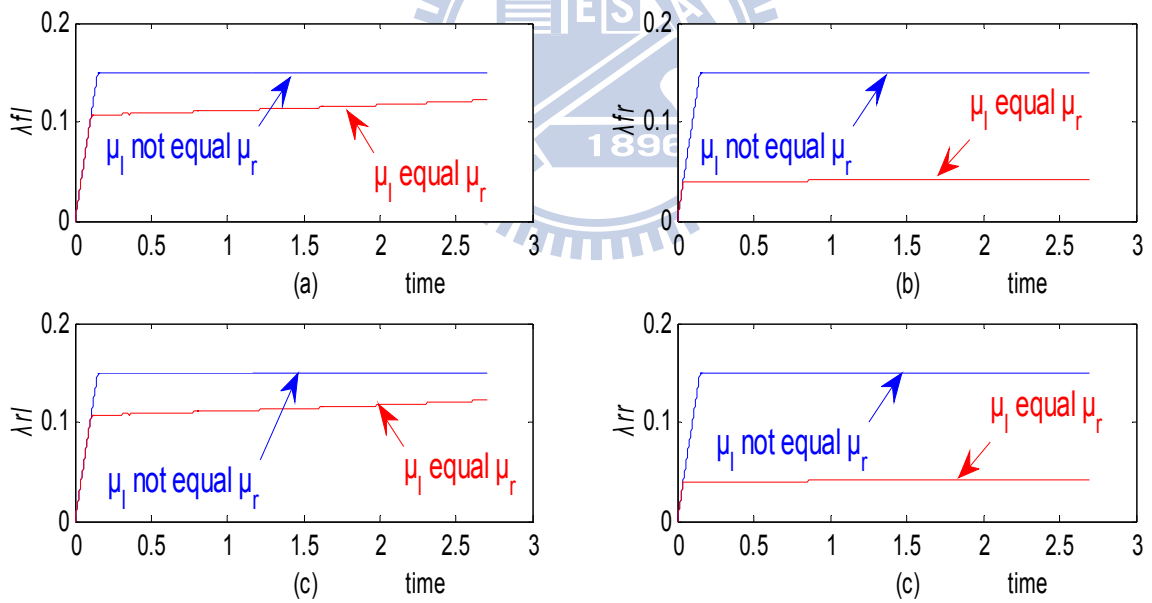 E S A
1896
0.2
0.1
0
λfl
μl not equal μr
μl equal μr
0 0.5 1 1.5 2 2.5 3
(a) time
0.2
0.1
0
λfr
μl not equal μr
μl equal μr
0 0.5 1 1.5 2 2.5 3
(b) time
0.2
0.1
0
λrl
μl not equal μr
μl equal μr
0 0.5 1 1.5 2 2.5 3
(c) time
0.2
0.1
0
λrr
μl not equal μr
μl equal μr
0 0.5 1 1.5 2 2.5 3
(c) time